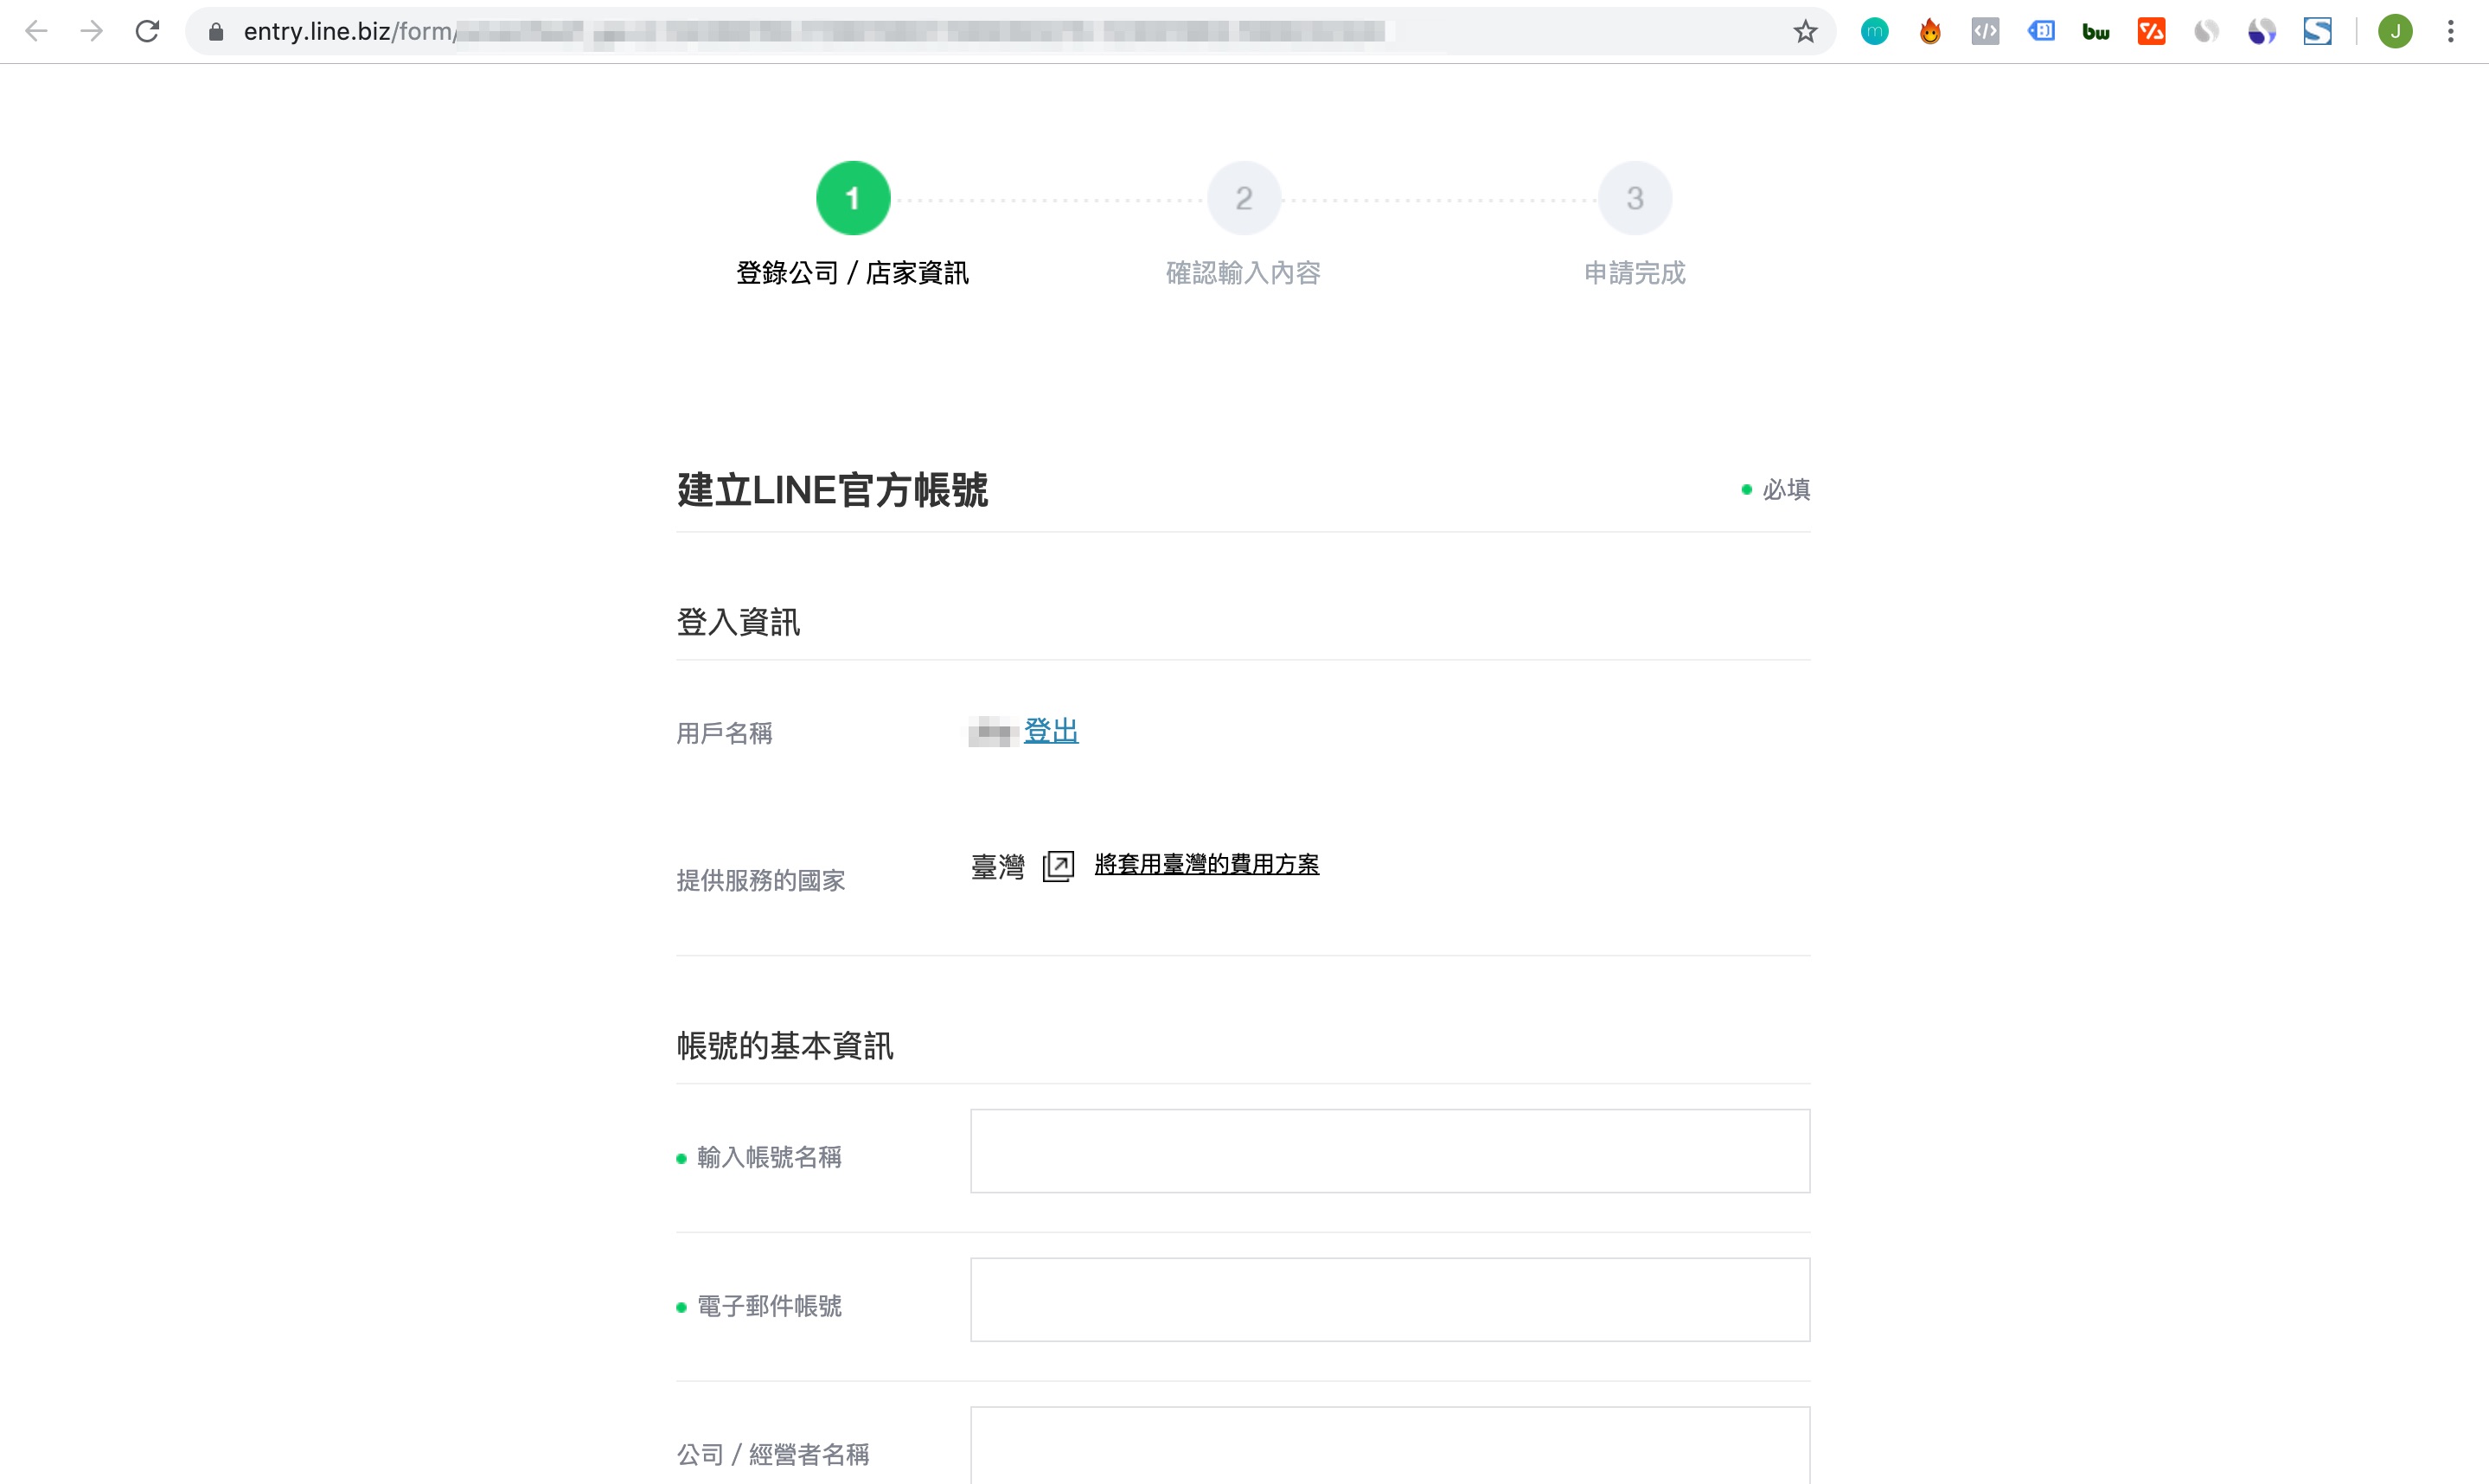 entry.line.biz/form/
m
bw
J
1
2
3
登錄公司 / 店家資訊
確認輸入內容
申請完成
建立LINE官方帳號
必填
登入資訊
用戶名稱
登出
提供服務的國家
臺灣
將套用臺灣的費用方案
帳號的基本資訊
輸入帳號名稱
電子郵件帳號
公司 / 經營者名稱